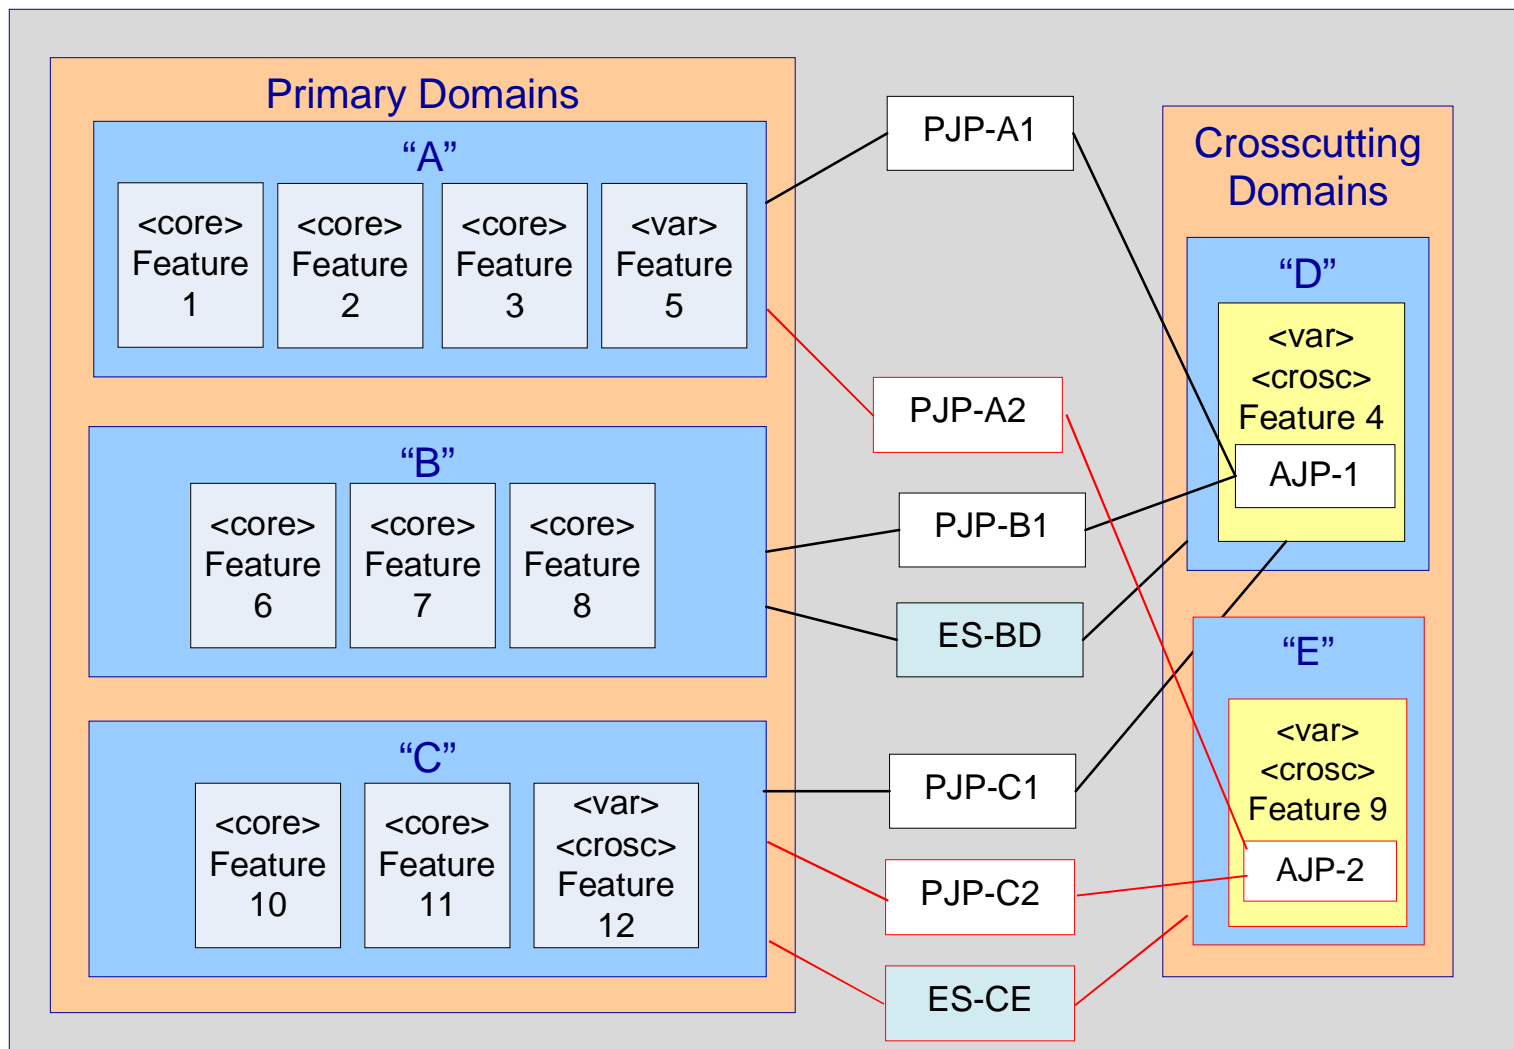 Primary Domains
“A”
<core>
Feature
1
<core>
Feature
2
<core>
Feature
3
<var>
Feature
5
“B”
<core>
Feature
6
<core>
Feature
7
<core>
Feature
8
“C”
<core>
Feature
10
<core>
Feature
11
<var>
<crosc>
Feature
12
PJP-A1
PJP-A2
PJP-B1
ES-BD
PJP-C1
PJP-C2
ES-CE
Crosscutting
Domains
“D”
<var>
<crosc>
Feature 4
AJP-1
“E”
<var>
<crosc>
Feature 9
AJP-2